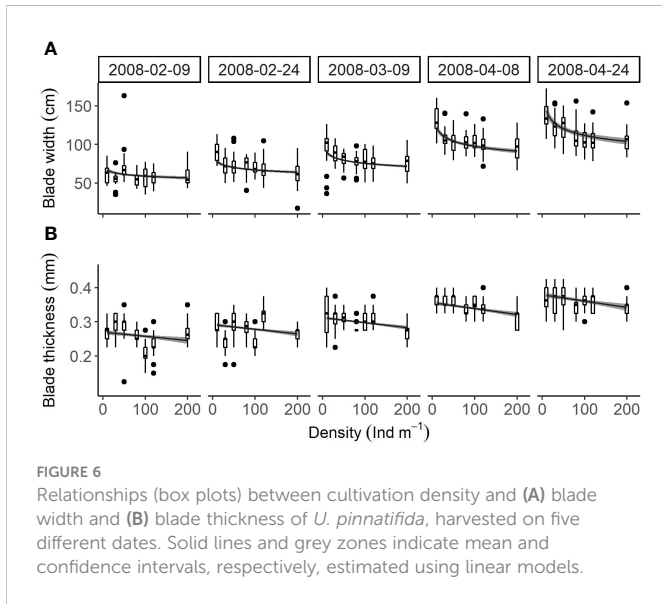 A
2008-02-09 2008-02-24 2008-03-09 2008-04-08 2008-04-24
Blade width (cm)
150
100
50
B
Blade thickness (mm)
0.4
0.3
0.2
0 100 200 0 100 200 0 100 200 0 100 200 0 100 200
Density (Ind m⁻¹)
FIGURE 6
Relationships (box plots) between cultivation density and (A) blade
width and (B) blade thickness of U. pinnatifida, harvested on five
different dates. Solid lines and grey zones indicate mean and
confidence intervals, respectively, estimated using linear models.